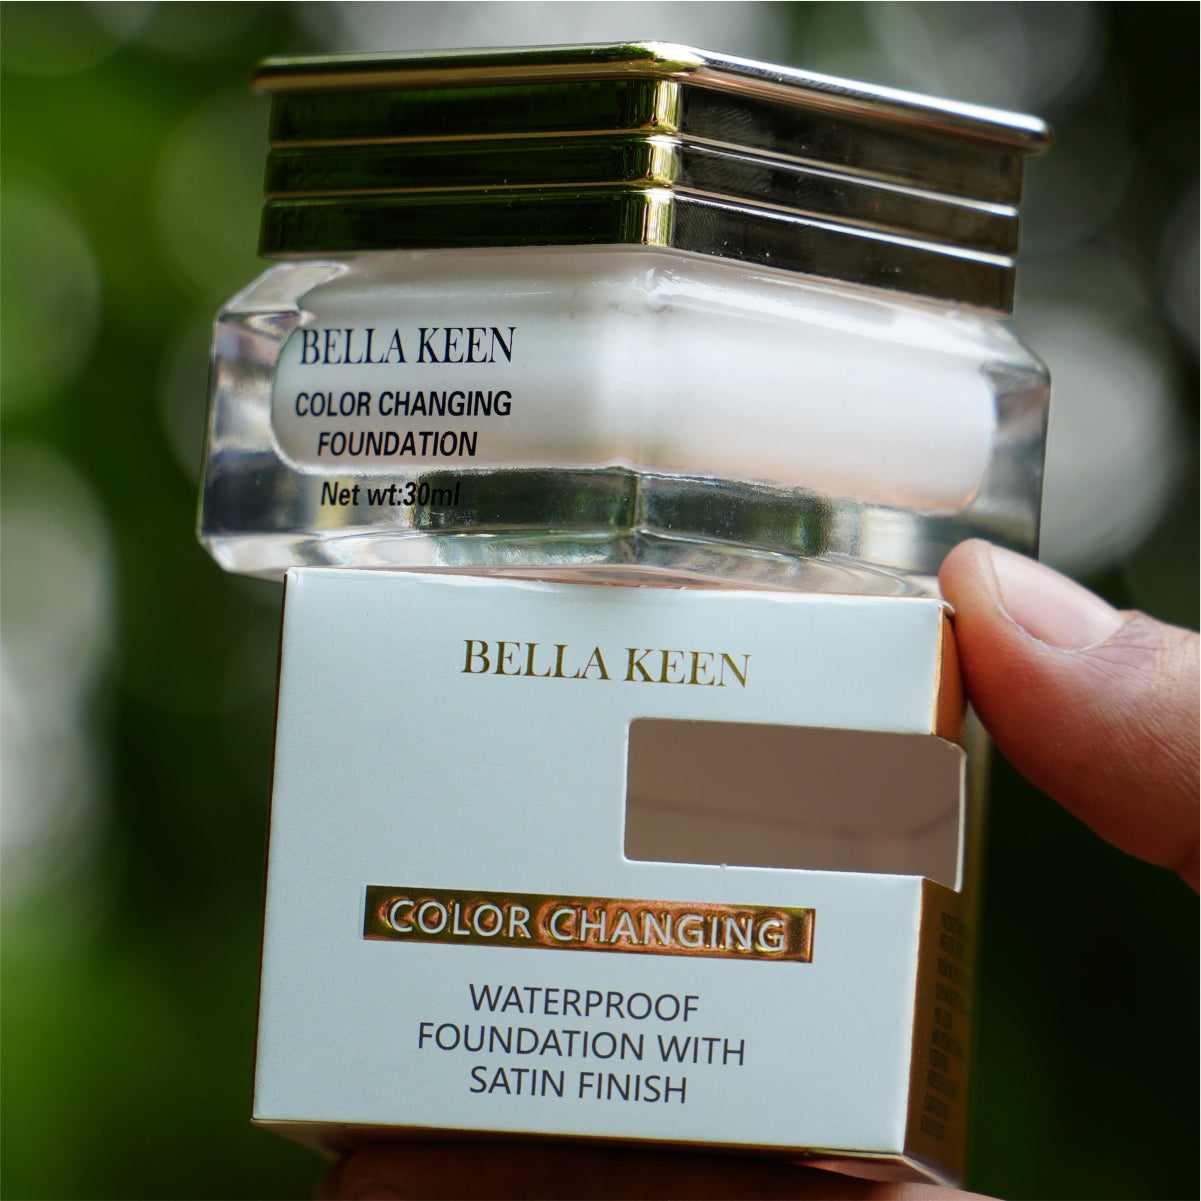 BELLA KEEN
COLOR CHANGING
FOUNDATION
Net wt:30ml
BELLA KEEN
COLOR CHANGING
WATERPROOF
FOUNDATION WITH
SATIN FINISH